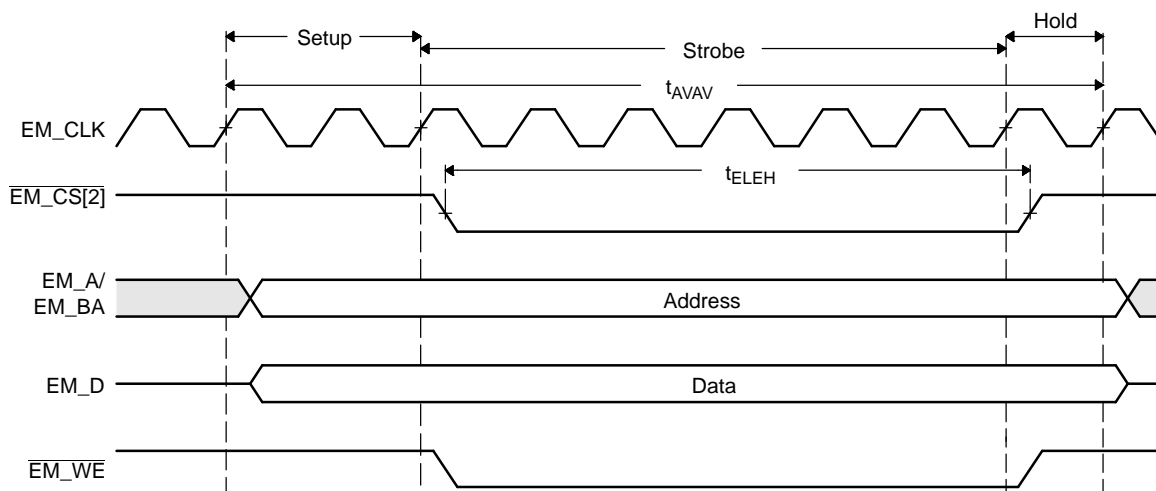 Setup
Strobe
Hold
tAVAV
EM_CLK
tELEH
EM_CS[2]
EM_A/
EM_BA
Address
EM_D
Data
EM_WE